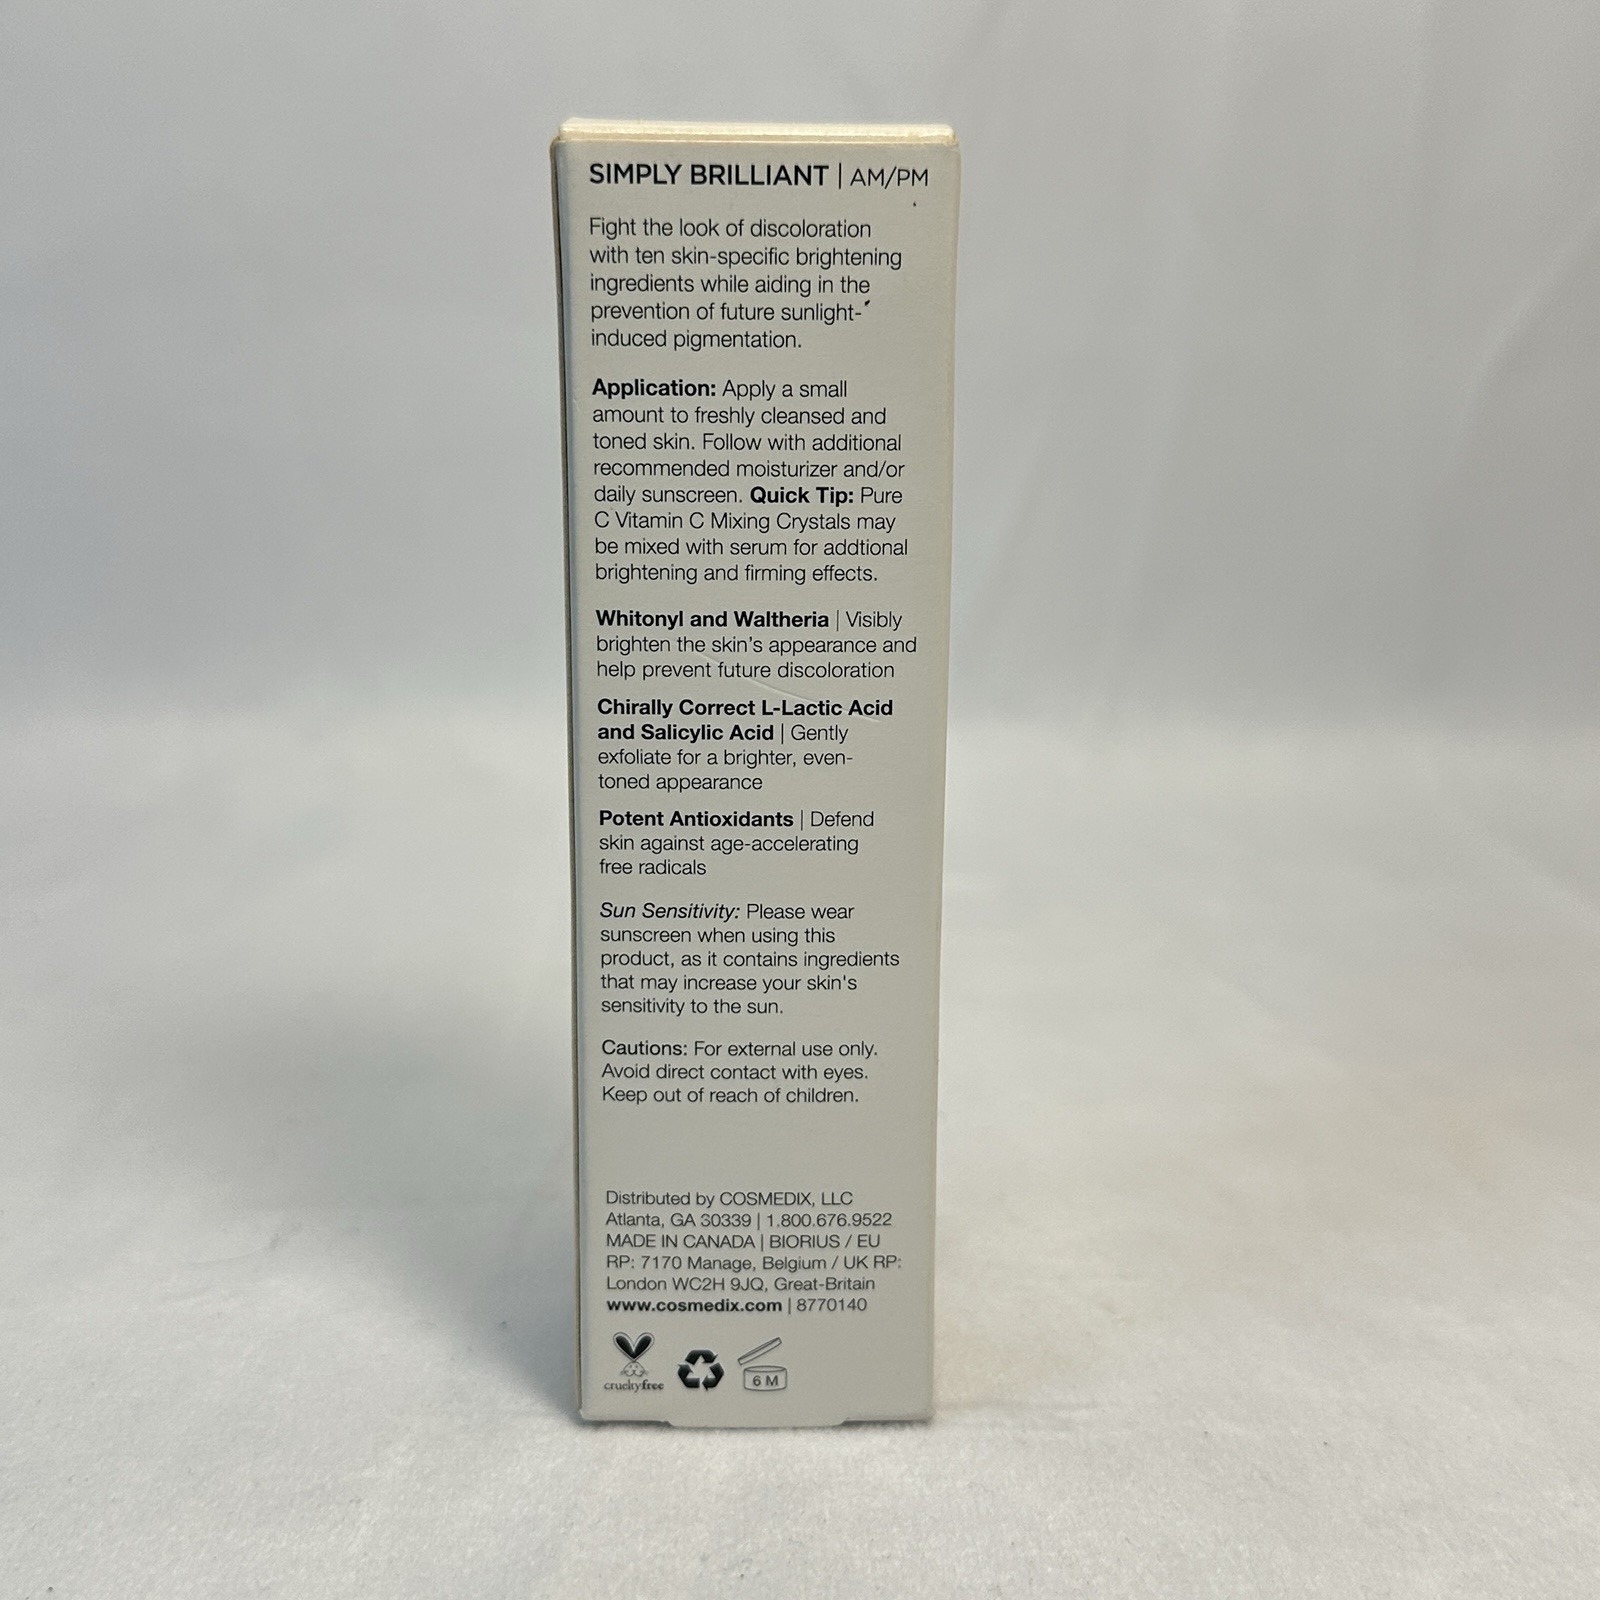 SIMPLY BRILLIANT | AM/PM
Fight the look of discoloration
with ten skin-specific brightening
ingredients while aiding in the
prevention of future sunlight-
induced pigmentation.
Application: Apply a small
amount to freshly cleansed and
toned skin. Follow with additional
recommended moisturizer and/or
daily sunscreen. Quick Tip: Pure
C Vitamin C Mixing Crystals may
be mixed with serum for addtional
brightening and firming effects.
Whitonyl and Waltheria | Visibly
brighten the skin's appearance and
help prevent future discoloration
Chirally Correct L-Lactic Acid
and Salicylic Acid | Gently
exfoliate for a brighter, even-
toned appearance
Potent Antioxidants | Defend
skin against age-accelerating
free radicals
Sun Sensitivity: Please wear
sunscreen when using this
product, as it contains ingredients
that may increase your skin's
sensitivity to the sun.
Cautions: For external use only.
Avoid direct contact with eyes.
Keep out of reach of children.
Distributed by COSMEDIX, LLC
Atlanta, GA 30339 | 1.800.676.9522
MADE IN CANADA | BIORIUS / EU
RP: 7170 Manage, Belgium / UK RP:
London WC2H 9JQ, Great-Britain
www.cosmedix.com | 8770140
crueltyfree
6 M